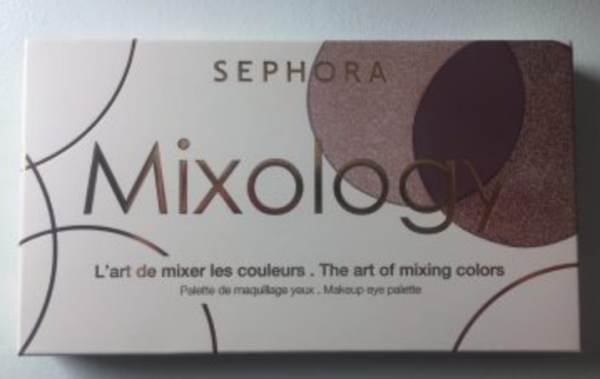 SEPHORA
Mixology
L'art de mixer les couleurs . The art of mixing colors
Palette de maquillage yeux . Makeup eye palette